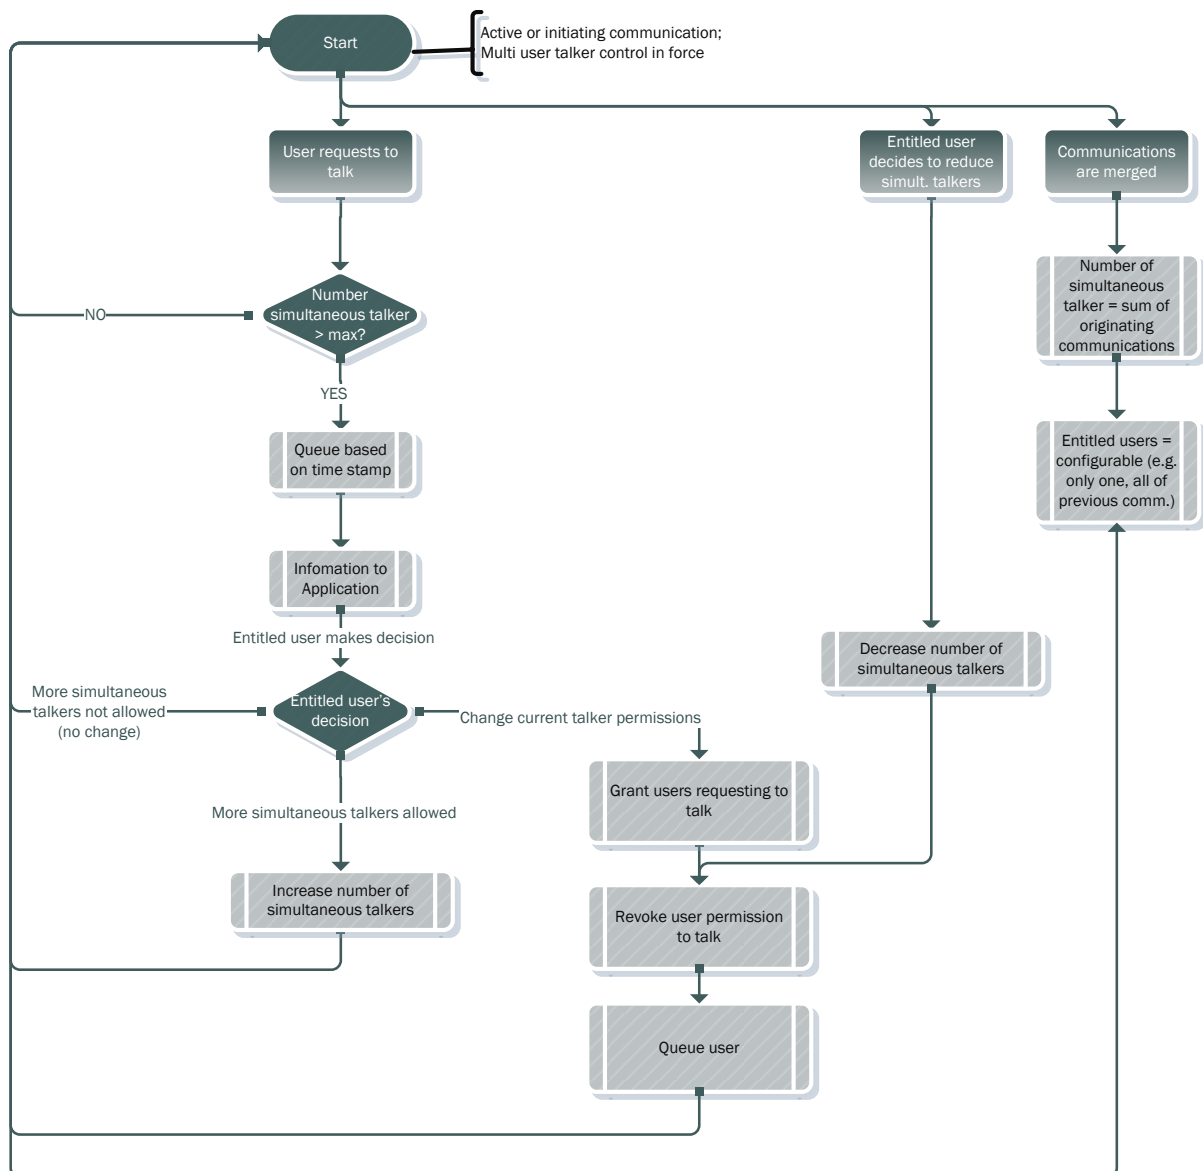 Start
Active or initiating communication;
Multi user talker control in force
User requests to
talk
Entitled user
decides to reduce
simult. talkers
Communications
are merged
Number
simultaneous talker
> max?
NO
YES
Number of
simultaneous
talker = sum of
originating
communications
Queue based
on time stamp
Entitled users =
configurable (e.g.
only one, all of
previous comm.)
Infomation to
Application
Entitled user makes decision
Decrease number of
simultaneous talkers
Entitled user's
decision
More simultaneous
talkers not allowed
(no change)
Change current talker permissions
Grant users requesting to
talk
More simultaneous talkers allowed
Increase number of
simultaneous talkers
Revoke user permission
to talk
Queue user